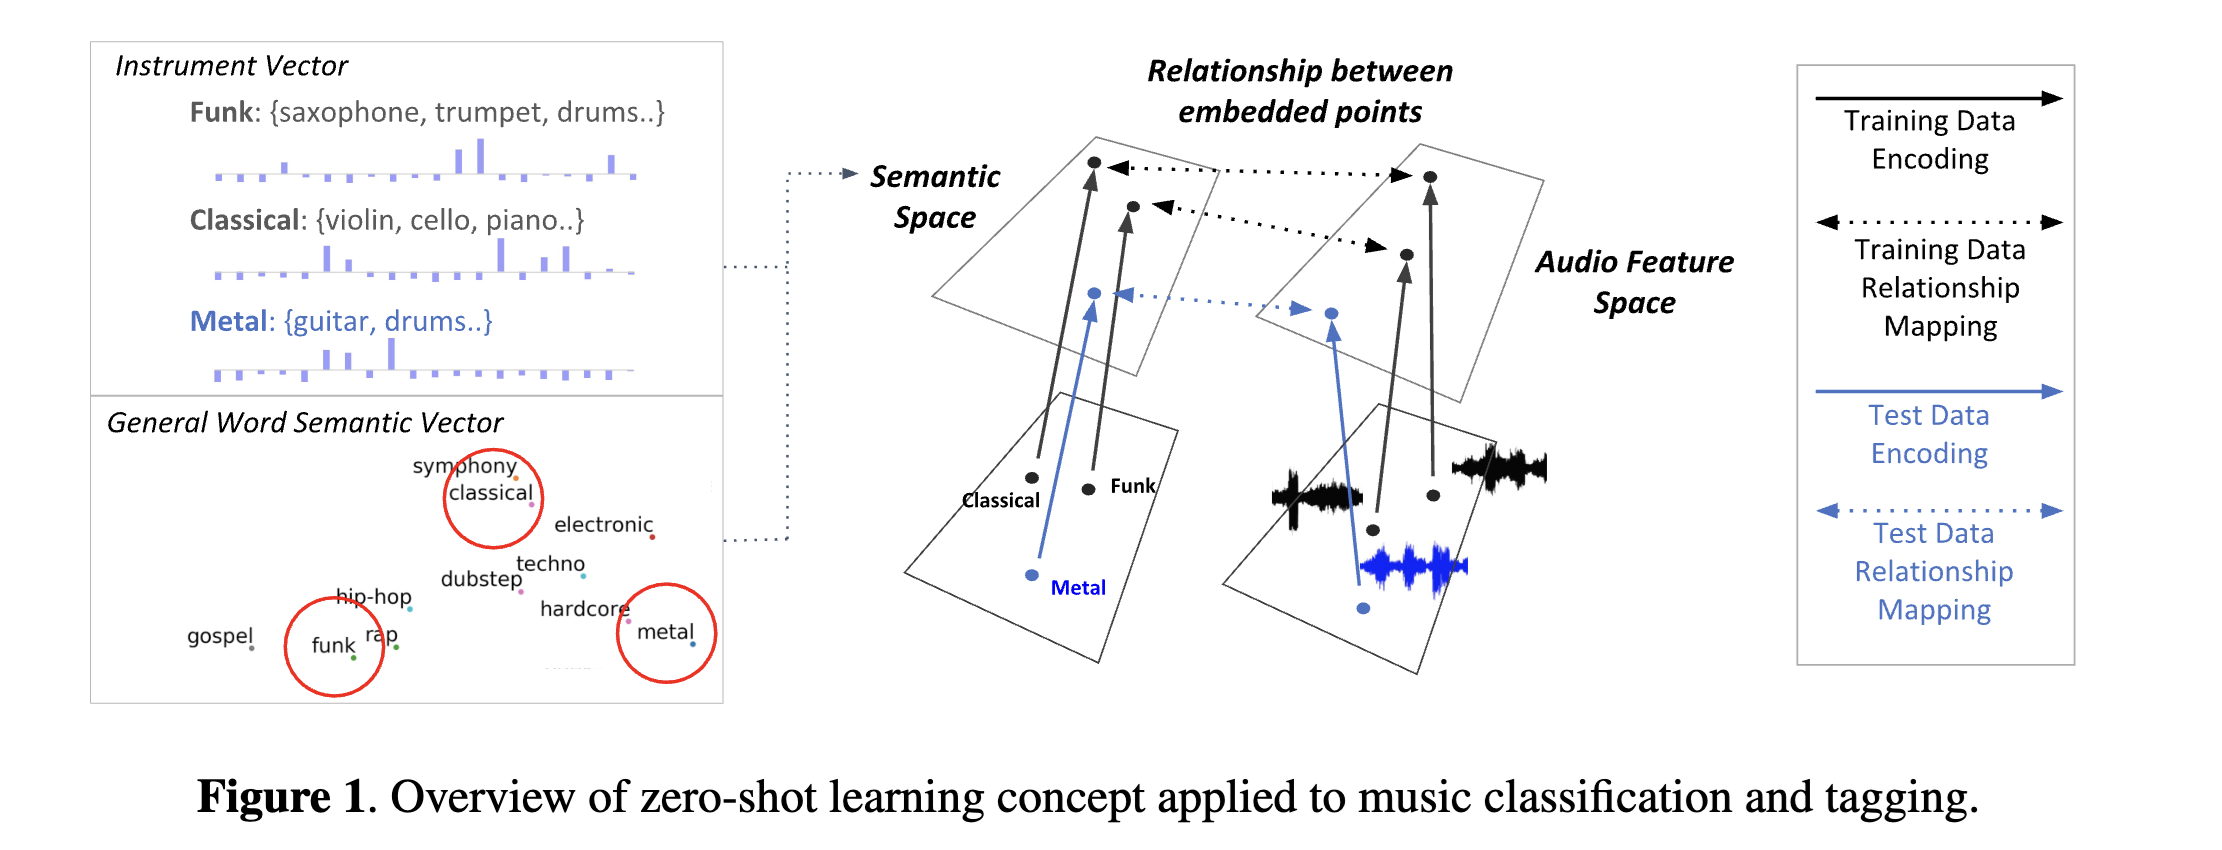 Instrument Vector
Funk: {saxophone, trumpet, drums..}
Classical: {violin, cello, piano..}
Metal: {guitar, drums..}
General Word Semantic Vector
symphony
classical
electronic
techno
dubstep
hip-hop
hardcore
gospel
funk
rap
metal
Relationship between
embedded points
Semantic
Space
Audio Feature
Space
Classical
Funk
Metal
Training Data
Encoding
Training Data
Relationship
Mapping
Test Data
Encoding
Test Data
Relationship
Mapping
Figure 1. Overview of zero-shot learning concept applied to music classification and tagging.